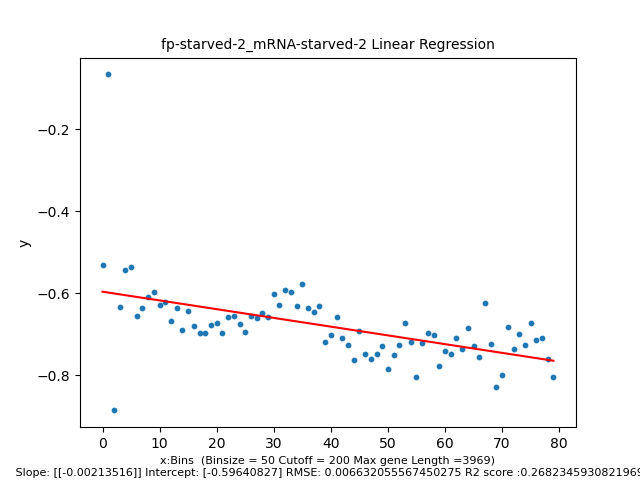 fp-starved-2_mRNA-starved-2 Linear Regression
−0.2
−0.4
−0.6
−0.8
y
0 10 20 30 40 50 60 70 80
x:Bins (Binsize = 50 Cutoff = 200 Max gene Length =3969)
Slope: [[-0.00213516]] Intercept: [-0.59640827] RMSE: 0.006632055567450275 R2 score :0.2682345930821969